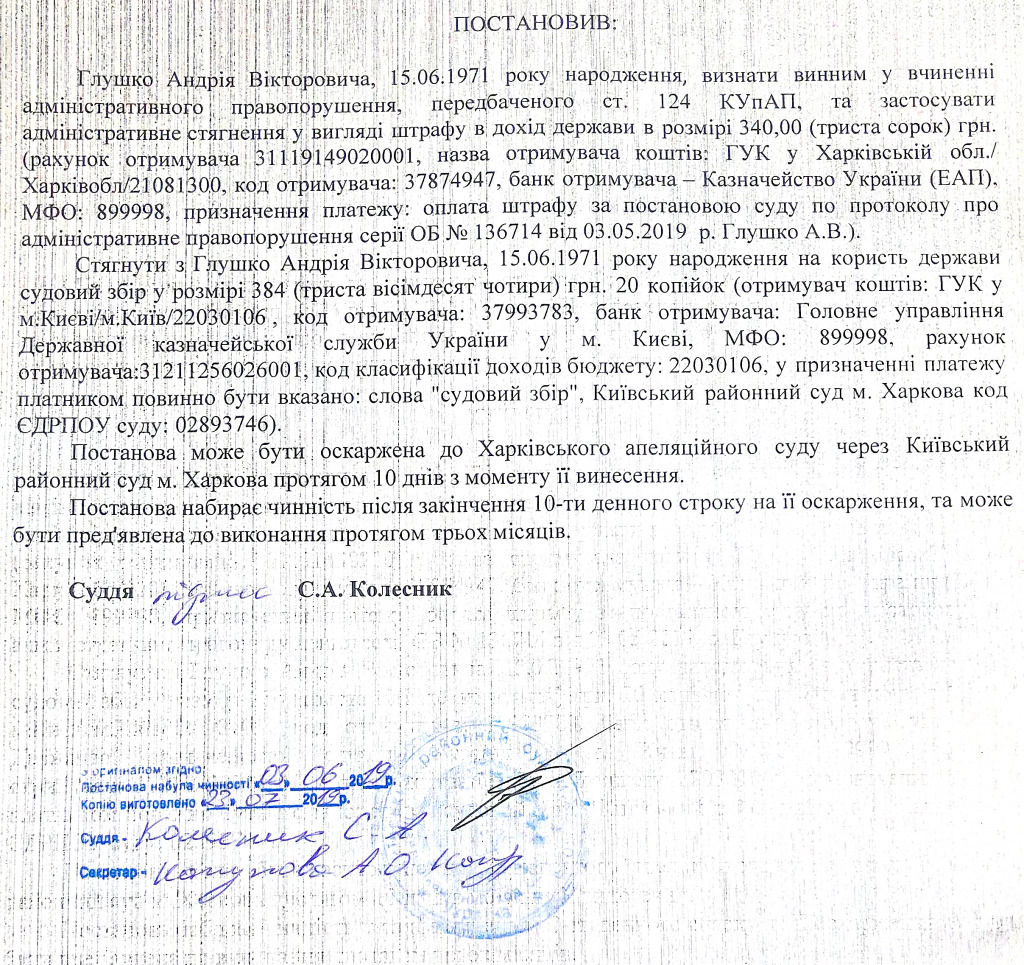 ПОСТАНОВИВ:
Глушко Андрія Вікторовича, 15.06.1971 року народження, визнати винним у вчиненні
адміністративного правопорушення, передбаченого ст. 124 КУпАП, та застосувати
адміністративне стягнення у вигляді штрафу в дохід держави в розмірі 340,00 (триста сорок) грн.
(рахунок отримувача 31119149020001, назва отримувача коштів: ГУК у Харківській обл./
Харківобл/21081300, код отримувача: 37874947, банк отримувача – Казначейство України (ЕАП),
МФО: 899998, призначення платежу: оплата штрафу за постановою суду по протоколу про
адміністративне правопорушення серії ОБ № 136714 від 03.05.2019 р. Глушко А.В.).
Стягнути з Глушко Андрія Вікторовича, 15.06.1971 року народження на користь держави
судовий збір у розмірі 384 (триста вісімдесят чотири) грн. 20 копійок (отримувач коштів: ГУК у
м.Києві/м.Київ/22030106 , код отримувача: 37993783, банк отримувача: Головне управління
Державної казначейської служби України у м. Києві, МФО: 899998, рахунок
отримувача:31211256026001, код класифікації доходів бюджету: 22030106, у призначенні платежу
платником повинно бути вказано: слова "судовий збір", Київський районний суд м. Харкова код
ЄДРПОУ суду: 02893746).
Постанова може бути оскаржена до Харківського апеляційного суду через Київський
районний суд м. Харкова протягом 10 днів з моменту її винесення.
Постанова набирає чинність після закінчення 10-ти денного строку на її оскарження, та може
бути пред'явлена до виконання протягом трьох місяців.
Суддя підпис С.А. Колесник
З оригіналом згідно
Постанова набула чинності «03» 06 2019р.
Копію виготовлено «23» 07 2019р.
Суддя - Колесник С. А.
Секретар - А.О.
районний суд